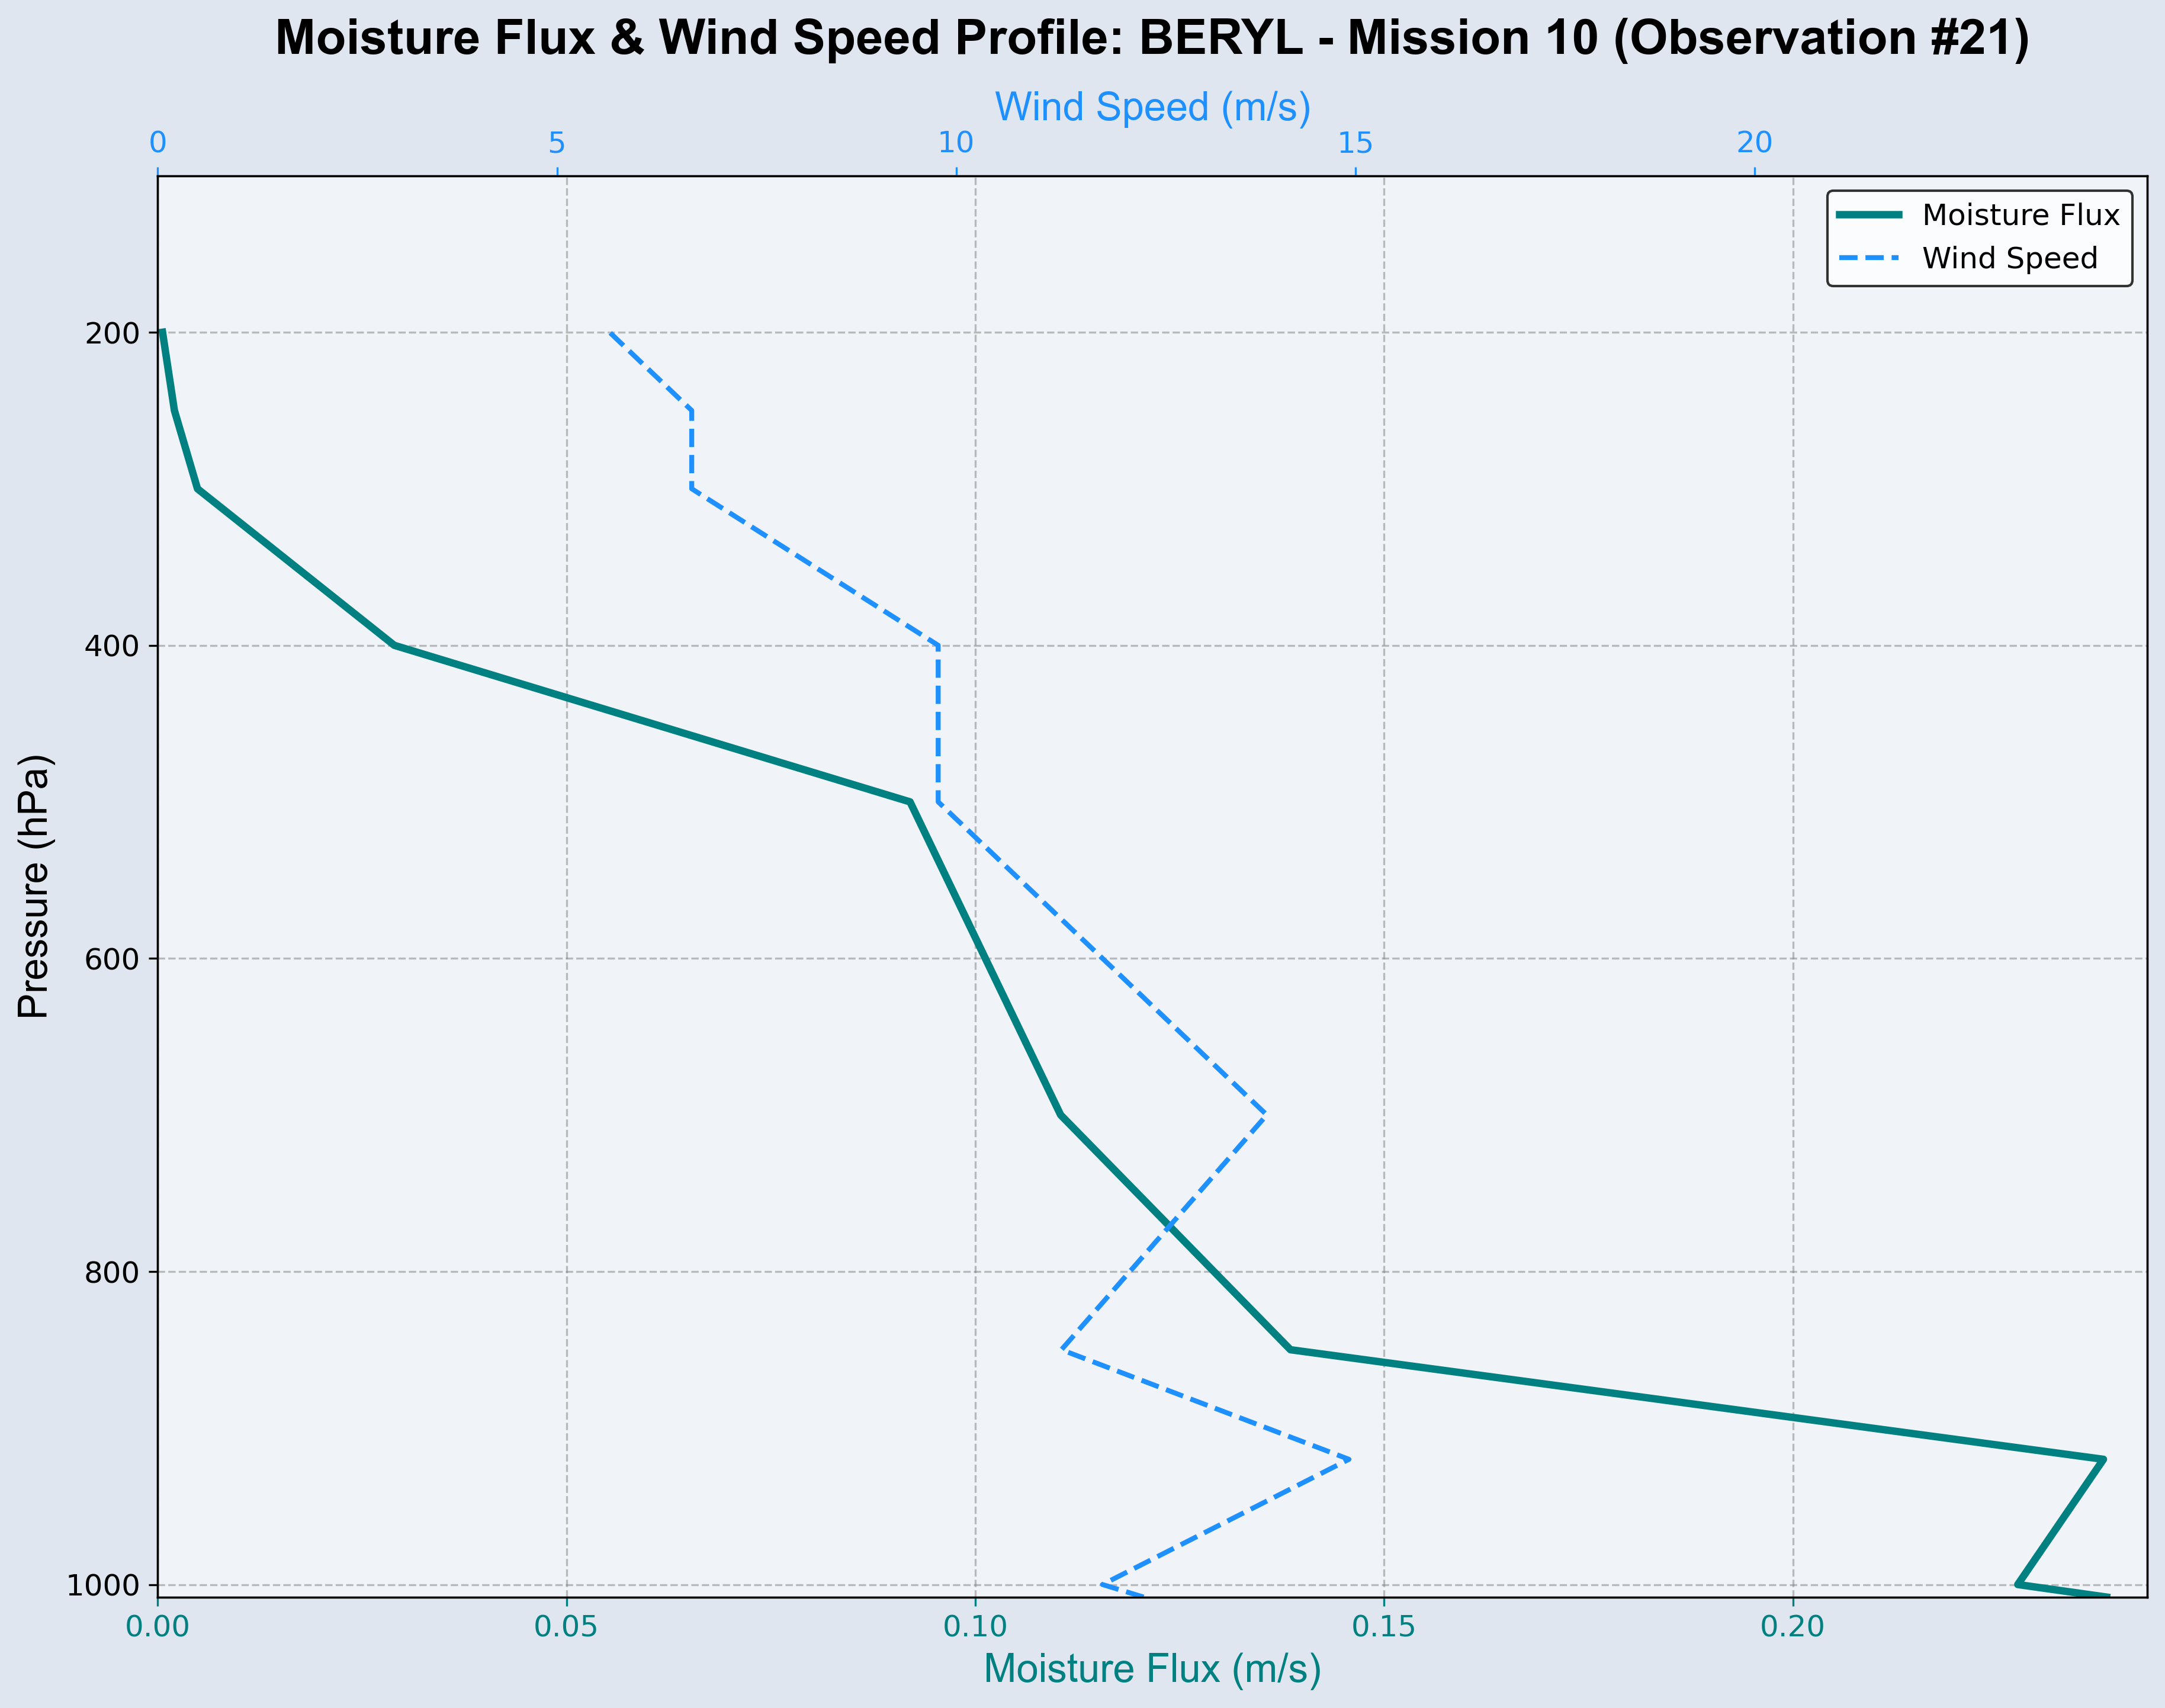 Moisture Flux & Wind Speed Profile: BERYL - Mission 10 (Observation #21)
Wind Speed (m/s)
0 5 10 15 20
Moisture Flux
Wind Speed
200
400
600
800
1000
Pressure (hPa)
0.00 0.05 0.10 0.15 0.20
Moisture Flux (m/s)